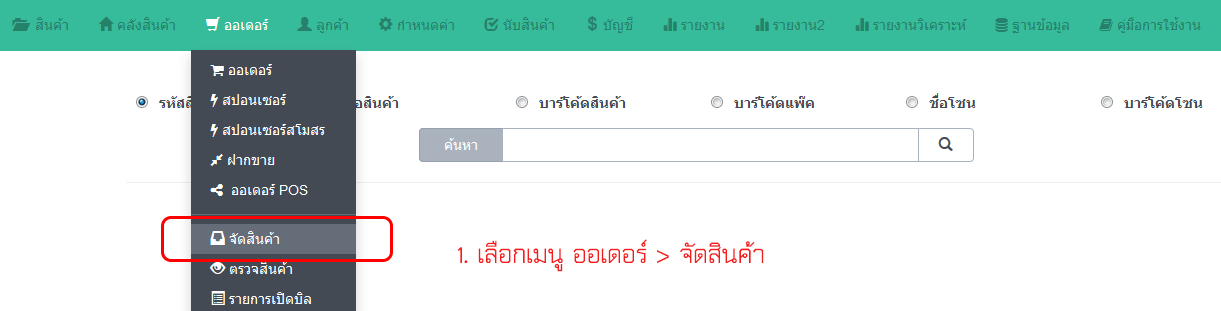 สินค้า คลังสินค้า ออเดอร์ ลูกค้า กำหนดค่า นับสินค้า บัญชี รายงาน รายงาน2 รายงานวิเคราะห์ ฐานข้อมูล คู่มือการใช้งาน
ออเดอร์
สปอนเซอร์
สปอนเซอร์สโมสร
ฝากขาย
ออเดอร์ POS
จัดสินค้า
ตรวจสินค้า
รายการเปิดบิล
บาร์โค้ดสินค้า บาร์โค้ดแพ๊ค ชื่อโซน บาร์โค้ดโซน
ค้นหา
1. เลือกเมนู ออเดอร์ > จัดสินค้า